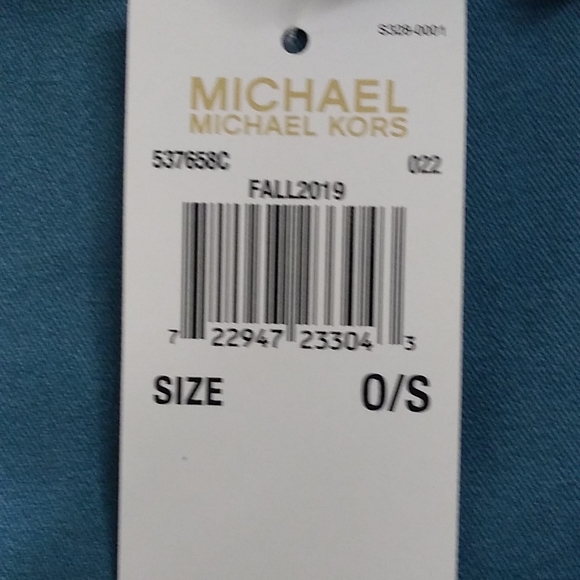 S328-0001
MICHAEL
MICHAEL KORS
537658C 022
FALL2019
7 22947 23304 3
SIZE O/S